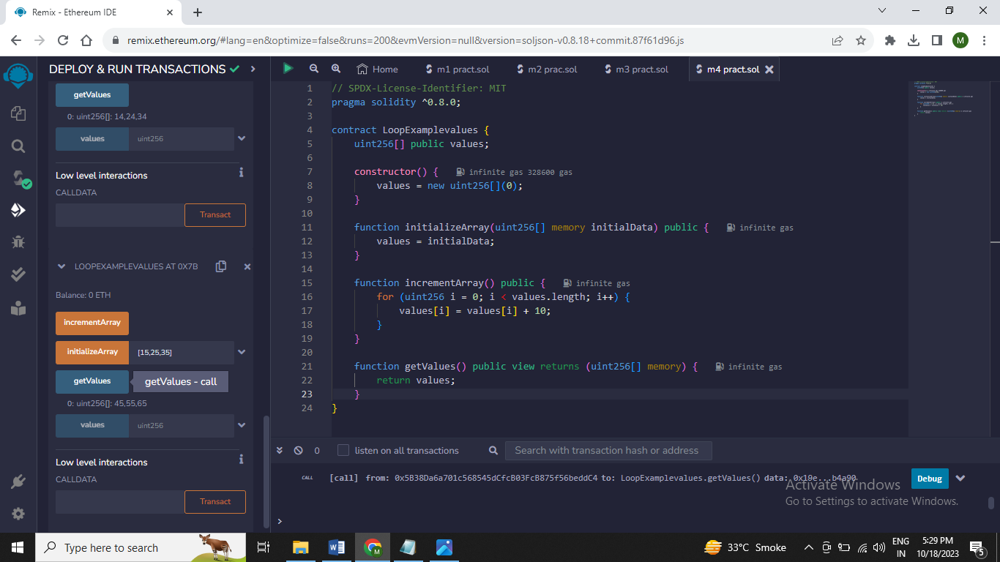 Remix - Ethereum IDE
remix.ethereum.org/#lang=en&optimize=false&runs=200&evmVersion=null&version=soljson-v0.8.18+commit.87f61d96.js
M
DEPLOY & RUN TRANSACTIONS
getValues
0: uint256[]: 14,24,34
values uint256
Low level interactions
i
CALLDATA
Transact
LOOPEXAMPLEVALUES AT 0X7B
Balance: 0 ETH
incrementArray
initializeArray [15,25,35]
getValues
getValues - call
0: uint256[]: 45,55,65
values uint256
Low level interactions
i
CALLDATA
Transact
Home m1 pract.sol m2 prac.sol m3 pract.sol m4 pract.sol
1 // SPDX-License-Identifier: MIT
2 pragma solidity ^0.8.0;
3
4 contract LoopExamplevalues {
5 uint256[] public values;
6
7 constructor() { infinite gas 328600 gas
8 values = new uint256[](0);
9 }
10
11 function initializeArray(uint256[] memory initialData) public { infinite gas
12 values = initialData;
13 }
14
15 function incrementArray() public { infinite gas
16 for (uint256 i = 0; i < values.length; i++) {
17 values[i] = values[i] + 10;
18 }
19 }
20
21 function getValues() public view returns (uint256[] memory) { infinite gas
22 return values;
23 }
24 }
0 listen on all transactions Search with transaction hash or address
CALL [call] from: 0x5B38Da6a701c568545dCfcB03FcB875f56beddC4 to: LoopExamplevalues.getValues() data: 0x19e...b4a90 Debug
>
Activate Windows
Go to Settings to activate Windows.
Type here to search
W
M
33°C Smoke
ENG
IN
5:29 PM
10/18/2023
5